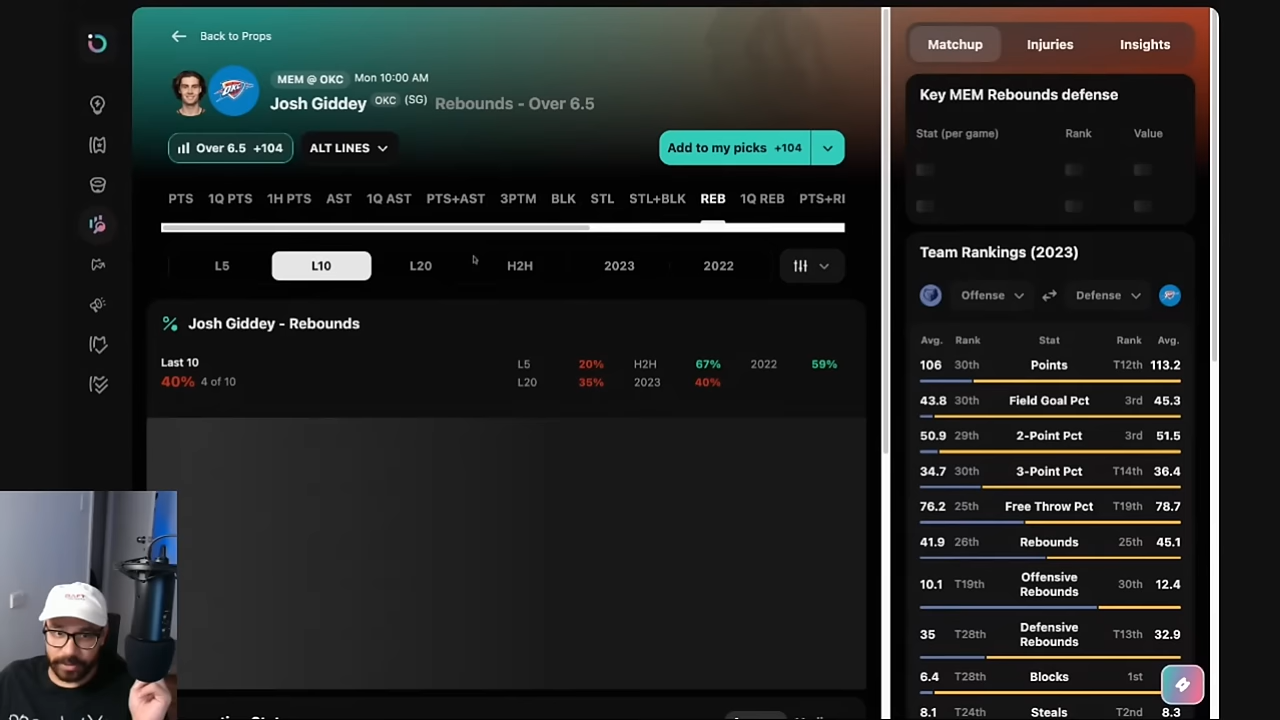 Back to Props
MEM @ OKC Mon 10:00 AM
Josh Giddey OKC (SG) Rebounds - Over 6.5
Over 6.5 +104 ALT LINES
Add to my picks +104
PTS 1Q PTS 1H PTS AST 1Q AST PTS+AST 3PTM BLK STL STL+BLK REB 1Q REB PTS+RI
L5 L10 L20 H2H 2023 2022
Josh Giddey - Rebounds
Last 10
40% 4 of 10
L5 20% H2H 67% 2022 59%
L20 35% 2023 40%
Matchup Injuries Insights
Key MEM Rebounds defense
Stat (per game) Rank Value
Team Rankings (2023)
Offense Defense
Avg. Rank Stat Rank Avg.
106 30th Points T12th 113.2
43.8 30th Field Goal Pct 3rd 45.3
50.9 29th 2-Point Pct 3rd 51.5
34.7 30th 3-Point Pct T14th 36.4
76.2 25th Free Throw Pct T19th 78.7
41.9 26th Rebounds 25th 45.1
10.1 T19th Offensive Rebounds 30th 12.4
35 T28th Defensive Rebounds T13th 32.9
6.4 T28th Blocks 1st
8.1 T24th Steals T2nd 8.3